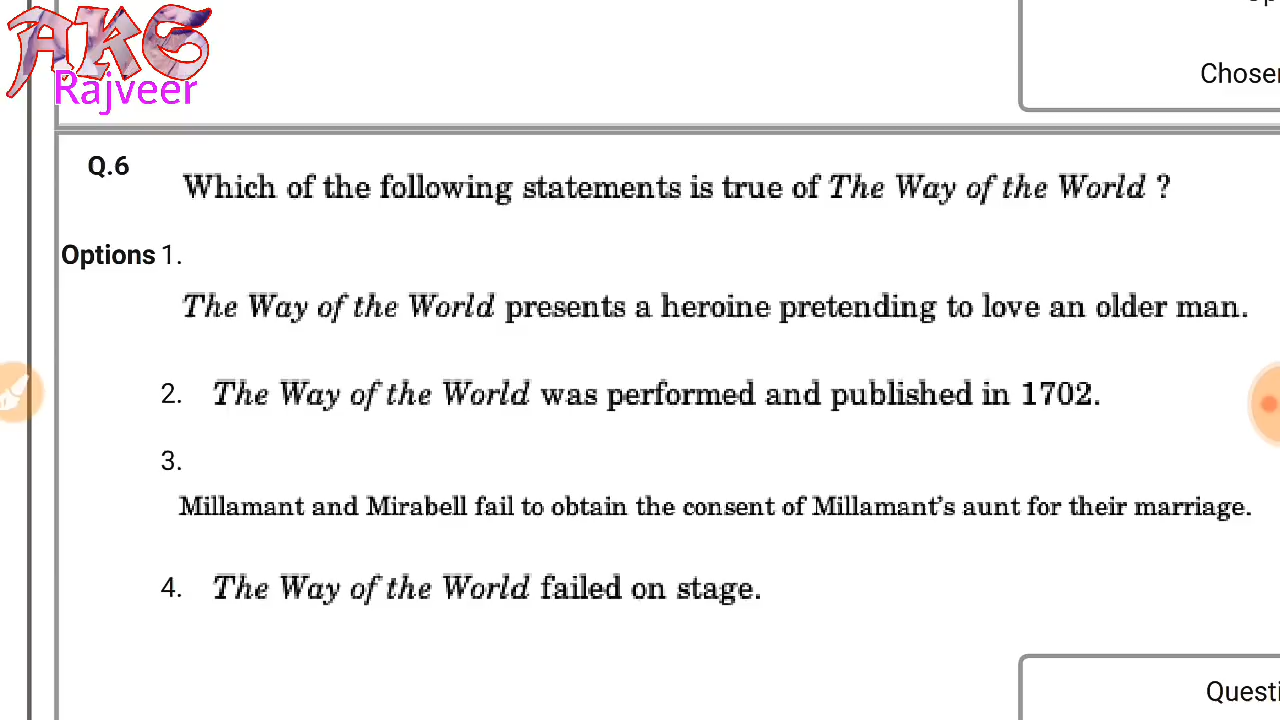 AKS
Rajveer
Chosen
Q.6
Which of the following statements is true of The Way of the World ?
Options 1.
The Way of the World presents a heroine pretending to love an older man.
2. The Way of the World was performed and published in 1702.
3.
Millamant and Mirabell fail to obtain the consent of Millamant's aunt for their marriage.
4. The Way of the World failed on stage.
Questi